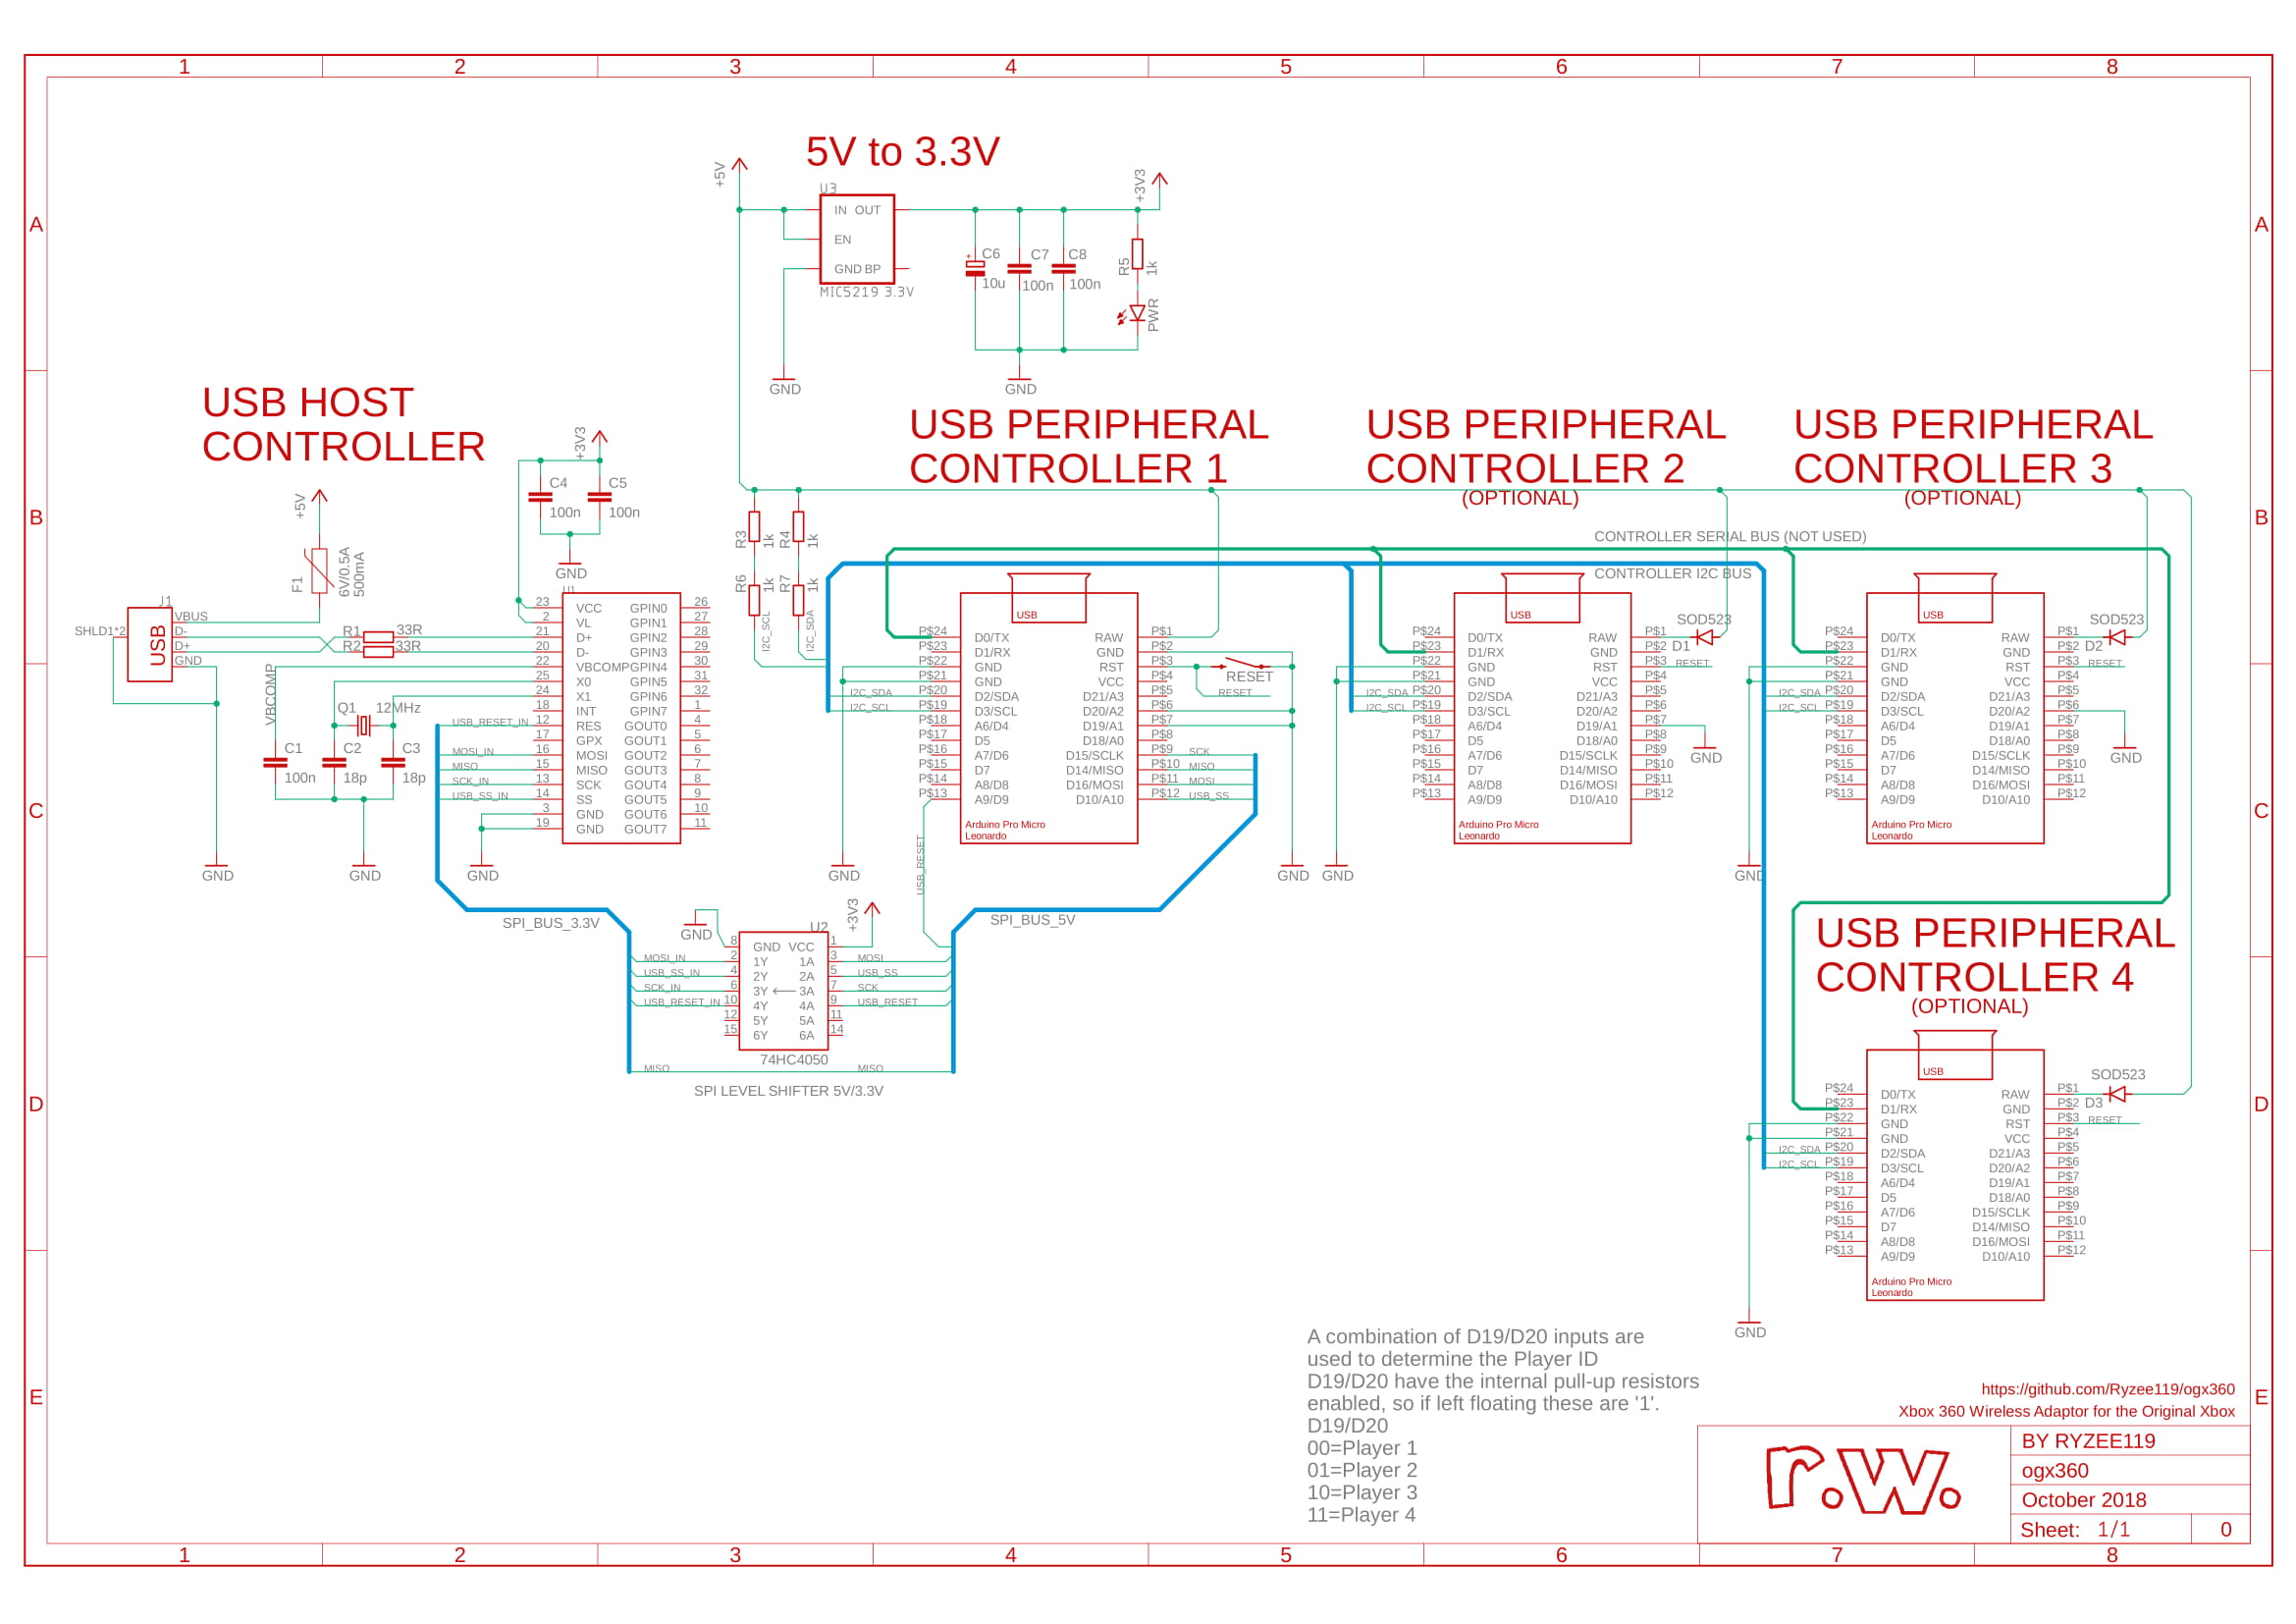 1 2 3 4 5 6 7 8
A
B
C
D
E
A
B
C
D
E
1 2 3 4 5 6 7 8
5V to 3.3V
+5V
U3
IN OUT
EN
GND BP
MIC5219 3.3V
GND
+3V3
C6
10u
C7
100n
C8
100n
R5
1k
PWR
GND
USB HOST
CONTROLLER
+5V
F1
6V/0.5A
500mA
J1
USB
SHLD1*2
VBUS
D-
D+
GND
R1 33R
R2 33R
VBCOMP
Q1 12MHz
C1
100n
C2
18p
C3
18p
GND
GND
+3V3
C4
100n
C5
100n
GND
U1
23 VCC GPIN0 26
2 VL GPIN1 27
21 D+ GPIN2 28
20 D- GPIN3 29
22 VBCOMP GPIN4 30
25 X0 GPIN5 31
24 X1 GPIN6 32
18 INT GPIN7 1
USB_RESET_IN 12 RES GOUT0 4
17 GPX GOUT1 5
MOSI_IN 16 MOSI GOUT2 6
MISO 15 MISO GOUT3 7
SCK_IN 13 SCK GOUT4 8
USB_SS_IN 14 SS GOUT5 9
3 GND GOUT6 10
19 GND GOUT7 11
GND
SPI_BUS_3.3V
R3
1k
R4
1k
R6
1k
R7
1k
I2C_SCL
I2C_SDA
USB PERIPHERAL
CONTROLLER 1
USB
P$24 D0/TX RAW P$1
P$23 D1/RX GND P$2
P$22 GND RST P$3
P$21 GND VCC P$4
I2C_SDA P$20 D2/SDA D21/A3 P$5
I2C_SCL P$19 D3/SCL D20/A2 P$6
P$18 A6/D4 D19/A1 P$7
P$17 D5 D18/A0 P$8
P$16 A7/D6 D15/SCLK P$9 SCK
P$15 D7 D14/MISO P$10 MISO
P$14 A8/D8 D16/MOSI P$11 MOSI
P$13 A9/D9 D10/A10 P$12 USB_SS
Arduino Pro Micro
Leonardo
RESET
RESET
USB_RESET
GND
GND
SPI_BUS_5V
GND
+3V3
U2
8 GND VCC 1
MOSI_IN 2 1Y 1A 3 MOSI
USB_SS_IN 4 2Y 2A 5 USB_SS
SCK_IN 6 3Y 3A 7 SCK
USB_RESET_IN 10 4Y 4A 9 USB_RESET
12 5Y 5A 11
15 6Y 6A 14
74HC4050
MISO MISO
SPI LEVEL SHIFTER 5V/3.3V
USB PERIPHERAL
CONTROLLER 2
(OPTIONAL)
CONTROLLER SERIAL BUS (NOT USED)
CONTROLLER I2C BUS
USB
SOD523
D1
P$24 D0/TX RAW P$1
P$23 D1/RX GND P$2
P$22 GND RST P$3 RESET
P$21 GND VCC P$4
I2C_SDA P$20 D2/SDA D21/A3 P$5
I2C_SCL P$19 D3/SCL D20/A2 P$6
P$18 A6/D4 D19/A1 P$7
P$17 D5 D18/A0 P$8
P$16 A7/D6 D15/SCLK P$9
P$15 D7 D14/MISO P$10
P$14 A8/D8 D16/MOSI P$11
P$13 A9/D9 D10/A10 P$12
Arduino Pro Micro
Leonardo
GND
GND
USB PERIPHERAL
CONTROLLER 3
(OPTIONAL)
USB
SOD523
D2
P$24 D0/TX RAW P$1
P$23 D1/RX GND P$2
P$22 GND RST P$3 RESET
P$21 GND VCC P$4
I2C_SDA P$20 D2/SDA D21/A3 P$5
I2C_SCL P$19 D3/SCL D20/A2 P$6
P$18 A6/D4 D19/A1 P$7
P$17 D5 D18/A0 P$8
P$16 A7/D6 D15/SCLK P$9
P$15 D7 D14/MISO P$10
P$14 A8/D8 D16/MOSI P$11
P$13 A9/D9 D10/A10 P$12
Arduino Pro Micro
Leonardo
GND
GND
USB PERIPHERAL
CONTROLLER 4
(OPTIONAL)
USB
SOD523
D3
P$24 D0/TX RAW P$1
P$23 D1/RX GND P$2
P$22 GND RST P$3 RESET
P$21 GND VCC P$4
I2C_SDA P$20 D2/SDA D21/A3 P$5
I2C_SCL P$19 D3/SCL D20/A2 P$6
P$18 A6/D4 D19/A1 P$7
P$17 D5 D18/A0 P$8
P$16 A7/D6 D15/SCLK P$9
P$15 D7 D14/MISO P$10
P$14 A8/D8 D16/MOSI P$11
P$13 A9/D9 D10/A10 P$12
Arduino Pro Micro
Leonardo
GND
A combination of D19/D20 inputs are
used to determine the Player ID
D19/D20 have the internal pull-up resistors
enabled, so if left floating these are '1'.
D19/D20
00=Player 1
01=Player 2
10=Player 3
11=Player 4
https://github.com/Ryzee119/ogx360
Xbox 360 Wireless Adaptor for the Original Xbox
r.w.
BY RYZEE119
ogx360
October 2018
Sheet: 1/1 0